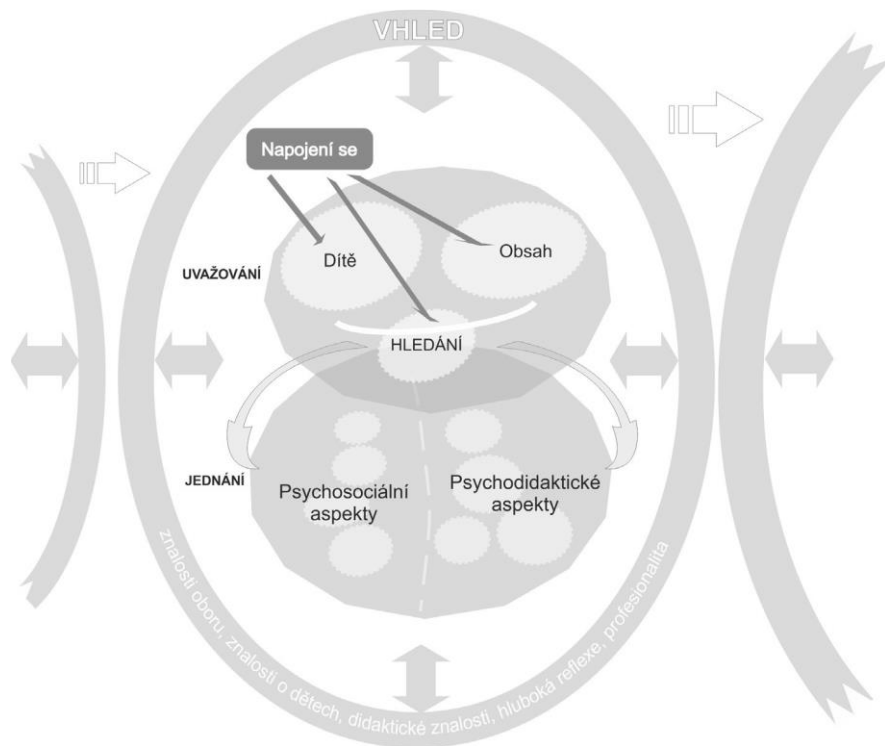 VHLED
Napojení se
Dítě
Obsah
UVAŽOVÁNÍ
HLEDÁNÍ
JEDNÁNÍ
Psychosociální
aspekty
Psychodidaktické
aspekty
znalosti oboru, znalosti o dětech, didaktické znalosti, hluboká reflexe, profesionalita